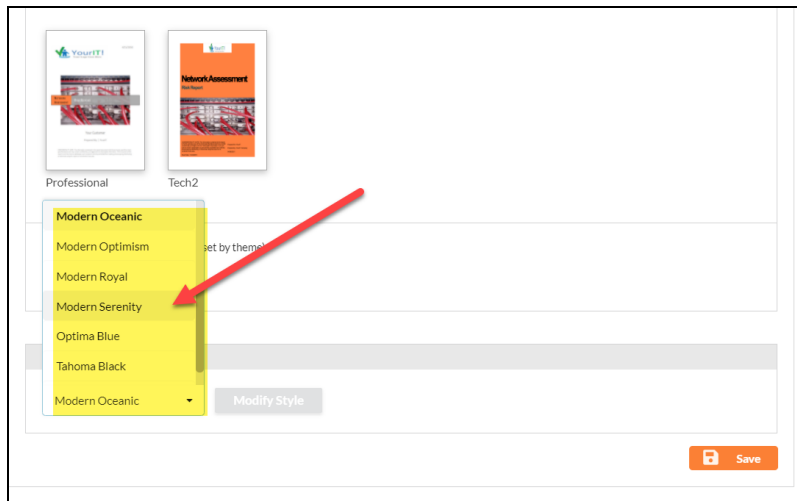 YourIT!
Network Assessment
Risk Report
Professional
Tech2
Modern Oceanic
Modern Optimism
set by theme)
Modern Royal
Modern Serenity
Optima Blue
Tahoma Black
Modern Oceanic
Modify Style
Save